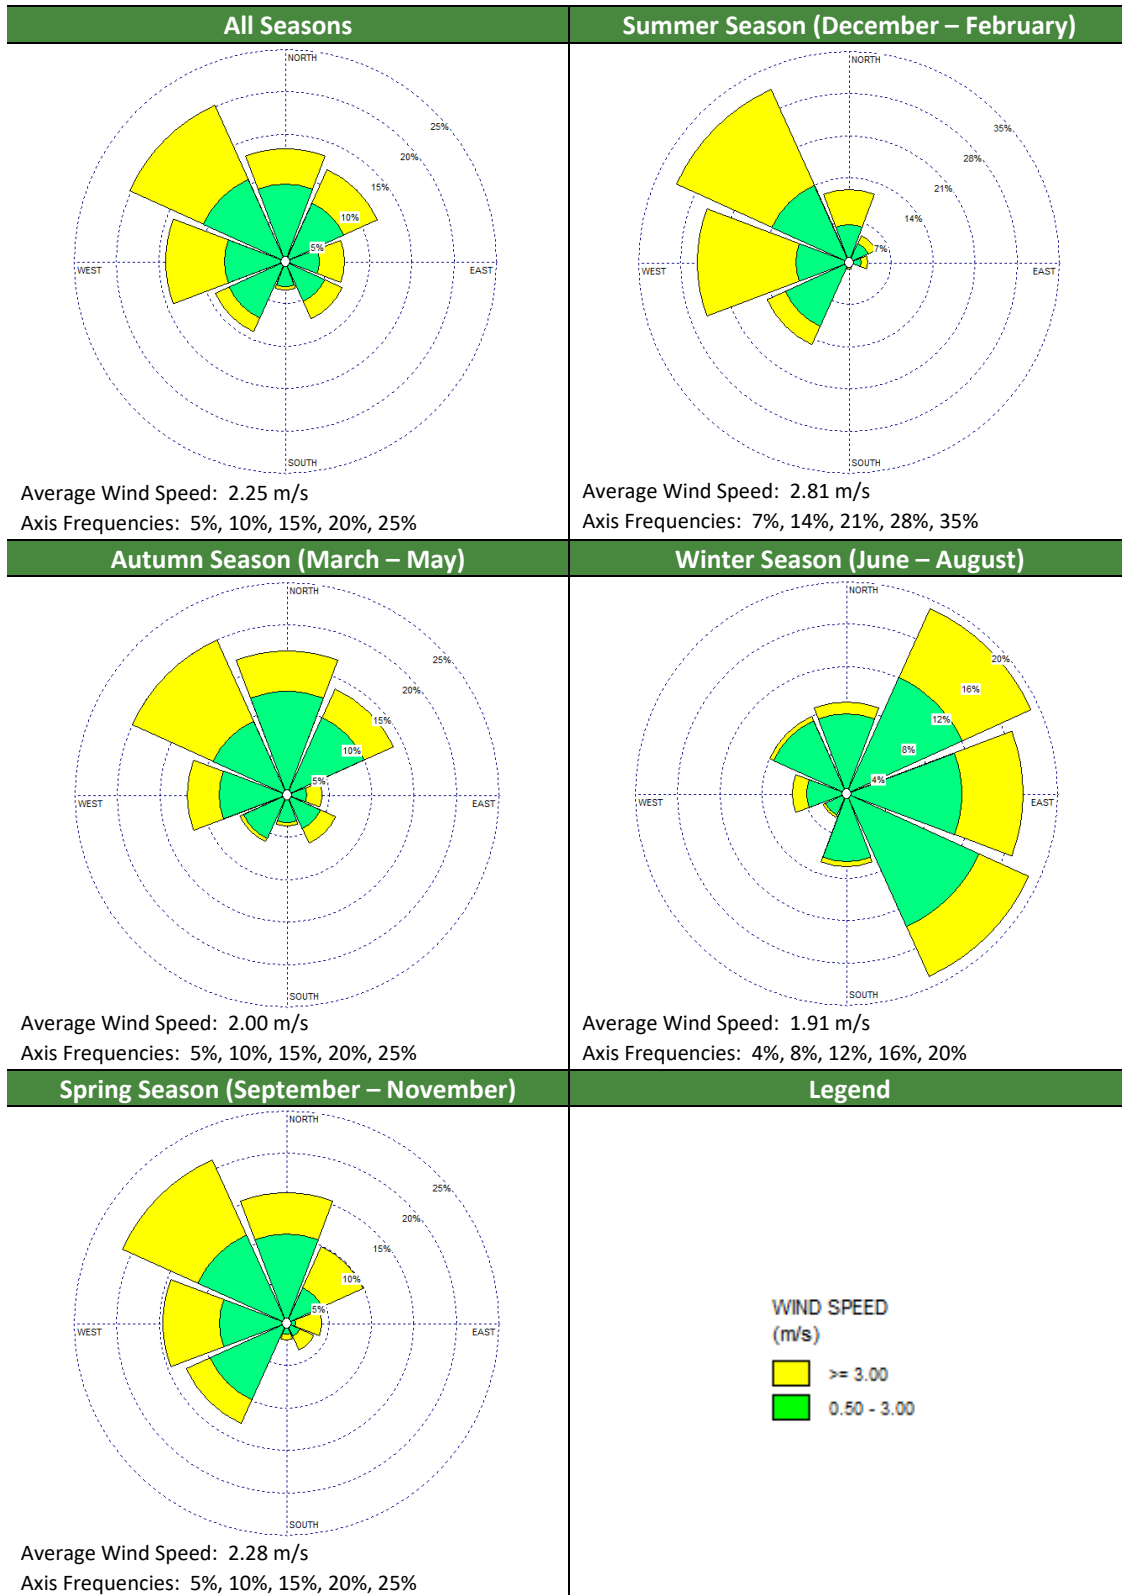 All Seasons
NORTH
25%
20%
15%
10%
5%
WEST
EAST
SOUTH
Average Wind Speed: 2.25 m/s
Axis Frequencies: 5%, 10%, 15%, 20%, 25%
Summer Season (December – February)
NORTH
35%
28%
21%
14%
7%
WEST
EAST
SOUTH
Average Wind Speed: 2.81 m/s
Axis Frequencies: 7%, 14%, 21%, 28%, 35%
Autumn Season (March – May)
NORTH
25%
20%
15%
10%
5%
WEST
EAST
SOUTH
Average Wind Speed: 2.00 m/s
Axis Frequencies: 5%, 10%, 15%, 20%, 25%
Winter Season (June – August)
NORTH
20%
16%
12%
8%
4%
WEST
EAST
SOUTH
Average Wind Speed: 1.91 m/s
Axis Frequencies: 4%, 8%, 12%, 16%, 20%
Spring Season (September – November)
NORTH
25%
20%
15%
10%
5%
WEST
EAST
SOUTH
Average Wind Speed: 2.28 m/s
Axis Frequencies: 5%, 10%, 15%, 20%, 25%
Legend
WIND SPEED
(m/s)
>= 3.00
0.50 - 3.00